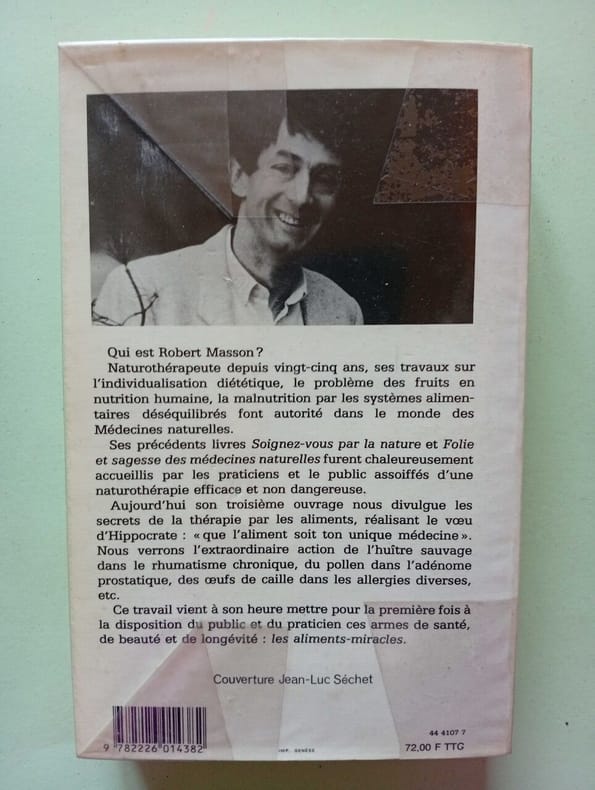 Qui est Robert Masson ?
Naturothérapeute depuis vingt-cinq ans, ses travaux sur
l'individualisation diététique, le problème des fruits en
nutrition humaine, la malnutrition par les systèmes alimen-
taires déséquilibrés font autorité dans le monde des
Médecines naturelles.
Ses précédents livres Soignez-vous par la nature et Folie
et sagesse des médecines naturelles furent chaleureusement
accueillis par les praticiens et le public assoiffés d'une
naturothérapie efficace et non dangereuse.
Aujourd'hui son troisième ouvrage nous divulgue les
secrets de la thérapie par les aliments, réalisant le vœu
d'Hippocrate : « que l'aliment soit ton unique médecine ».
Nous verrons l'extraordinaire action de l'huître sauvage
dans le rhumatisme chronique, du pollen dans l'adénome
prostatique, des œufs de caille dans les allergies diverses,
etc.
Ce travail vient à son heure mettre pour la première fois à
la disposition du public et du praticien ces armes de santé,
de beauté et de longévité : les aliments-miracles.
Couverture Jean-Luc Séchet
9 782226 014382
IMP. GENÈSE
44 4107 7
72,00 F TTG